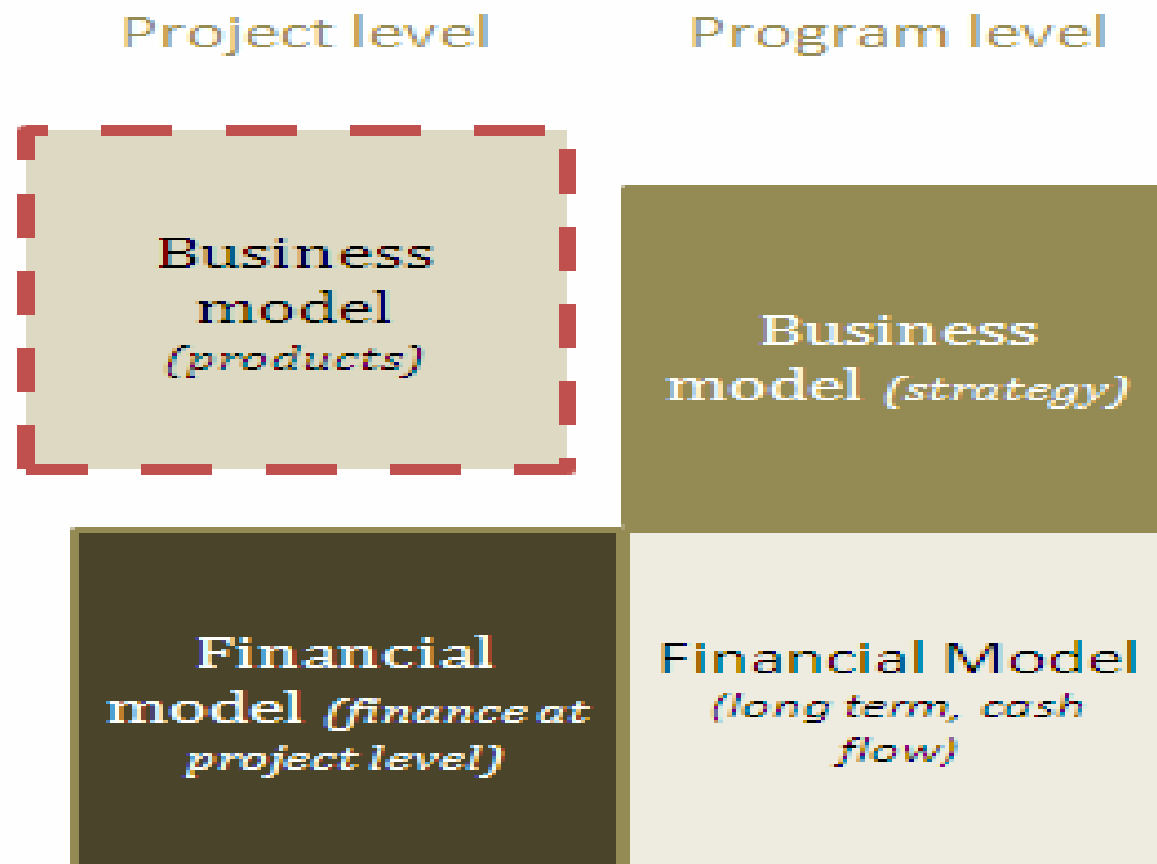 Project level
Program level
Business
model
(products)
Business
model (strategy)
Financial
model (finance at
project level)
Financial Model
(long term, cash
flow)